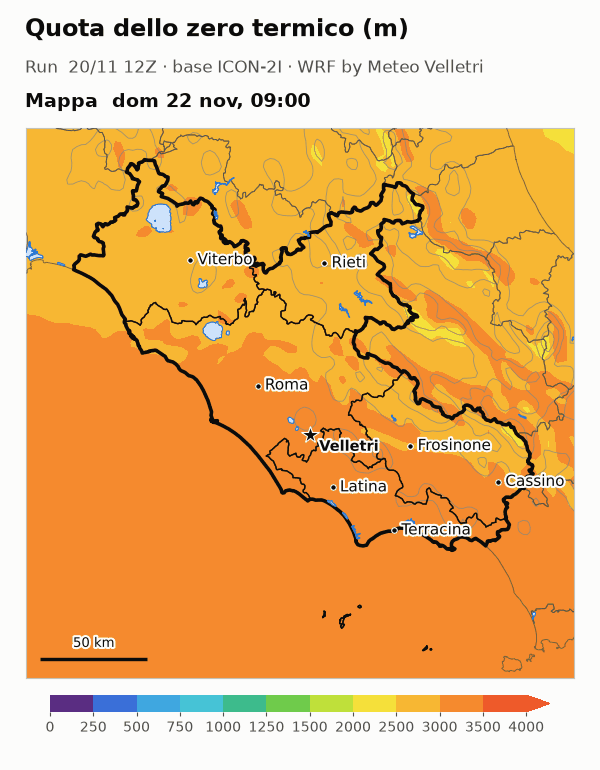 Quota dello zero termico (m)
Run  20/11 12Z · base ICON-2I · WRF by Meteo Velletri
Mappa  dom 22 nov, 09:00
Viterbo
Rieti
Roma
Velletri
Frosinone
Latina
Cassino
Terracina
50 km
0 250 500 750 1000 1250 1500 2000 2500 3000 3500 4000